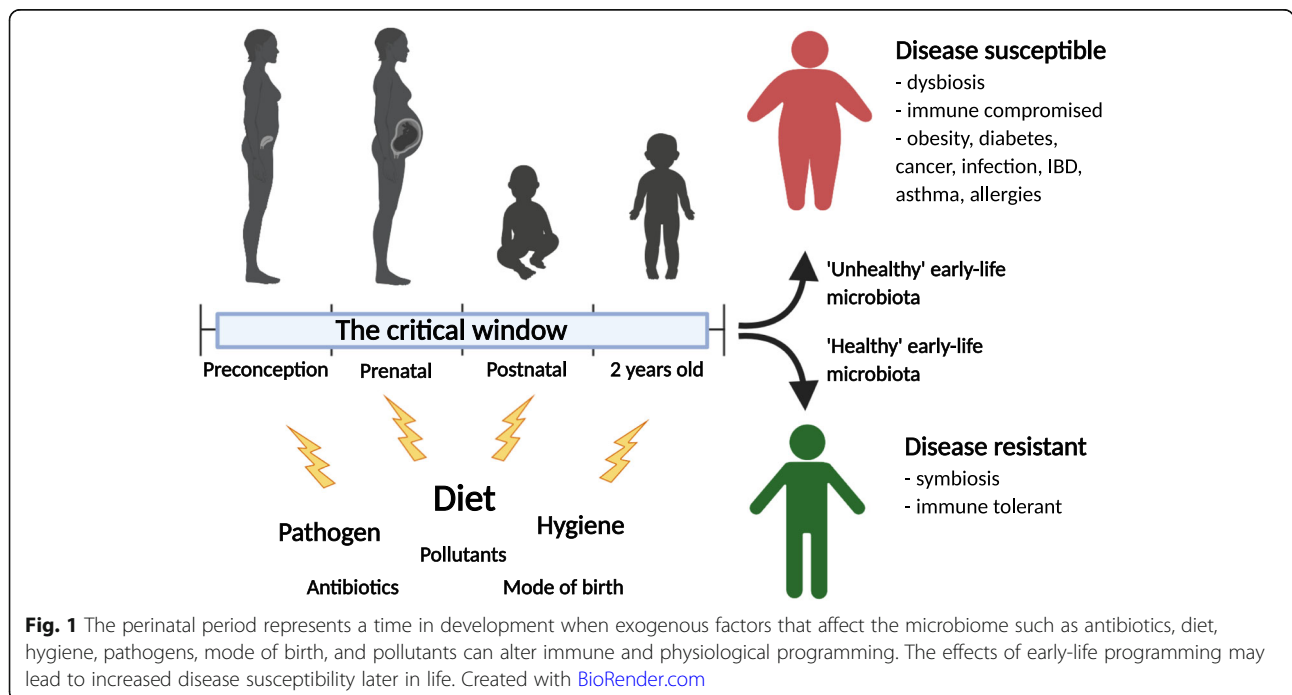 Disease susceptible
- dysbiosis
- immune compromised
- obesity, diabetes,
cancer, infection, IBD,
asthma, allergies
'Unhealthy' early-life
microbiota
The critical window
'Healthy' early-life
microbiota
Preconception Prenatal Postnatal 2 years old
Disease resistant
- symbiosis
- immune tolerant
Diet
Pathogen
Hygiene
Pollutants
Antibiotics
Mode of birth
Fig. 1 The perinatal period represents a time in development when exogenous factors that affect the microbiome such as antibiotics, diet,
hygiene, pathogens, mode of birth, and pollutants can alter immune and physiological programming. The effects of early-life programming may
lead to increased disease susceptibility later in life. Created with BioRender.com